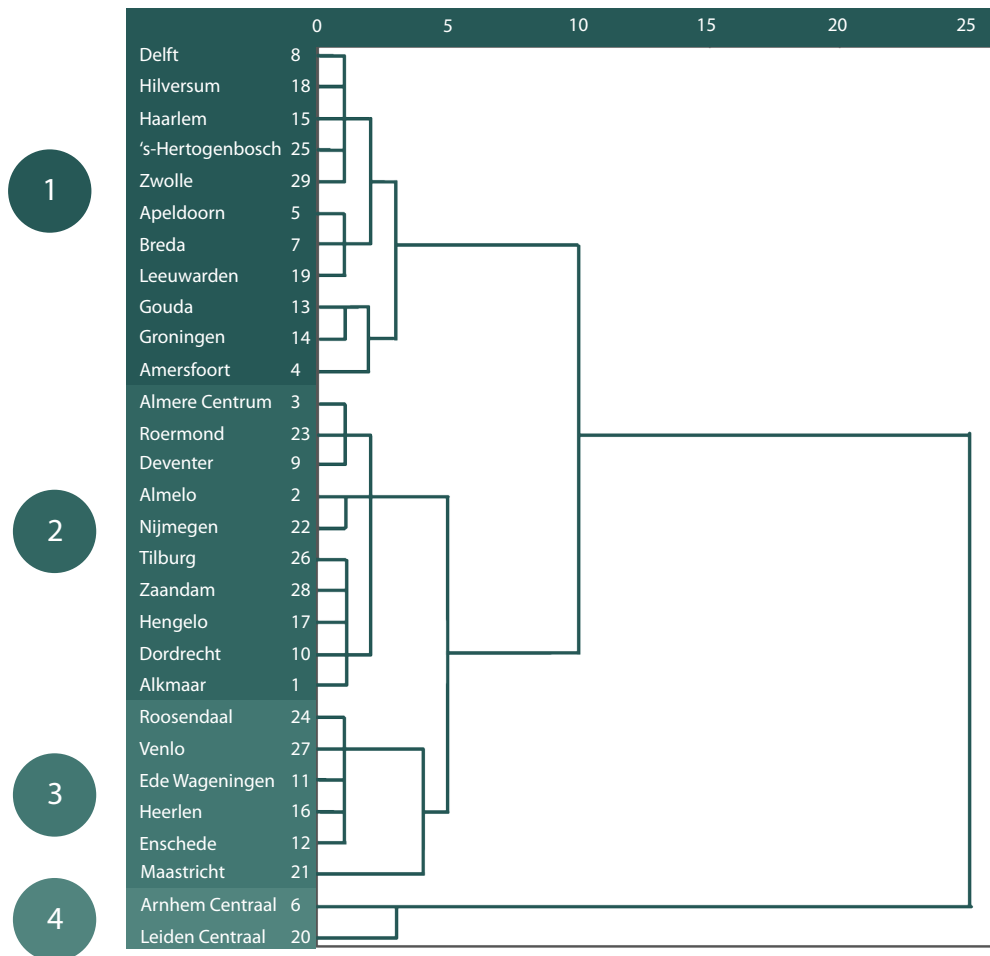 0 5 10 15 20 25
Delft 8
Hilversum 18
Haarlem 15
‘s-Hertogenbosch 25
Zwolle 29
1
Apeldoorn 5
Breda 7
Leeuwarden 19
Gouda 13
Groningen 14
Amersfoort 4
Almere Centrum 3
Roermond 23
Deventer 9
Almelo 2
Nijmegen 22
2
Tilburg 26
Zaandam 28
Hengelo 17
Dordrecht 10
Alkmaar 1
Roosendaal 24
Venlo 27
Ede Wageningen 11
3
Heerlen 16
Enschede 12
Maastricht 21
Arnhem Centraal 6
4
Leiden Centraal 20